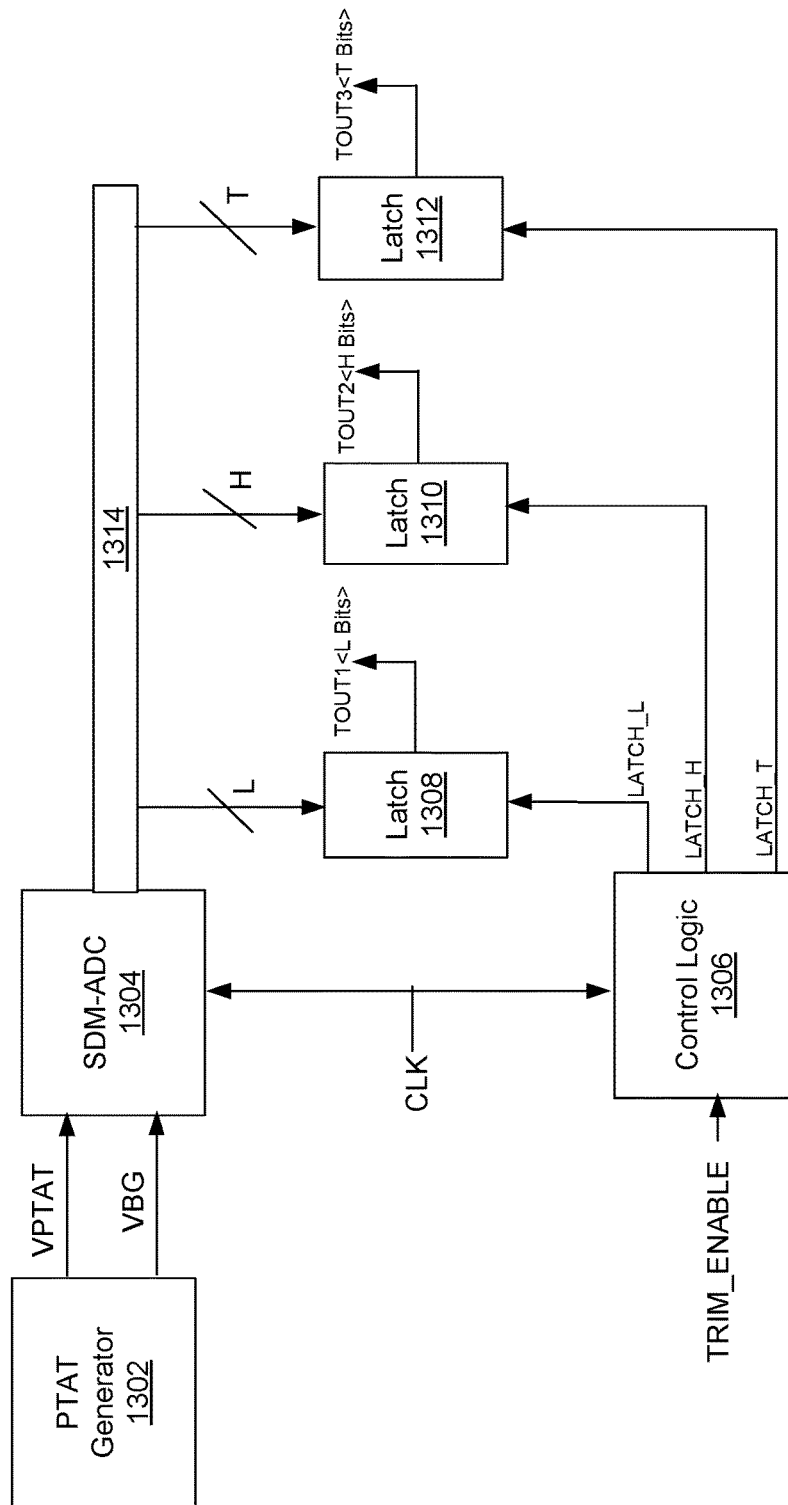 PTAT
Generator
1302
VPTAT
VBG
SDM-ADC
1304
1314
L
H
T
Latch
1308
TOUT1<L Bits>
Latch
1310
TOUT2<H Bits>
Latch
1312
TOUT3<T Bits>
CLK
TRIM_ENABLE
Control Logic
1306
LATCH_L
LATCH_H
LATCH_T